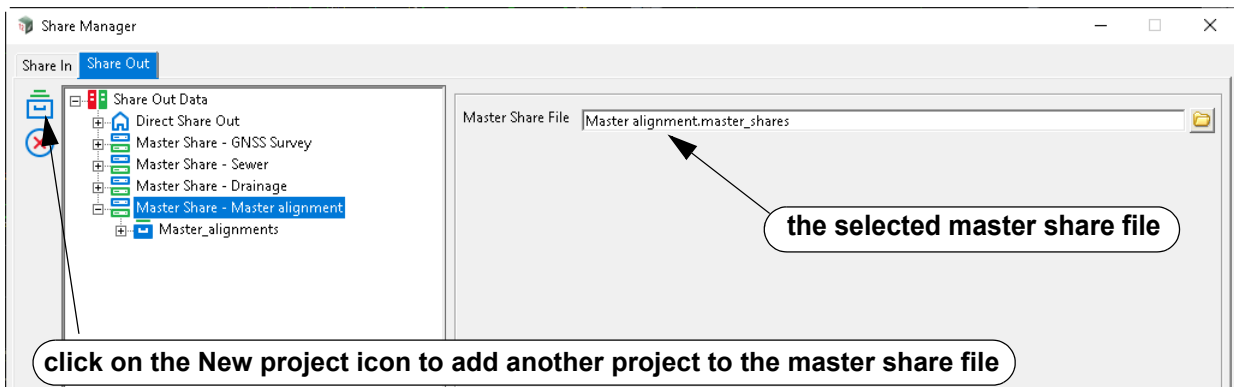 Share Manager
Share In Share Out
Share Out Data
Direct Share Out
Master Share - GNSS Survey
Master Share - Sewer
Master Share - Drainage
Master Share - Master alignment
Master_alignments
Master Share File Master alignment.master_shares
the selected master share file
click on the New project icon to add another project to the master share file